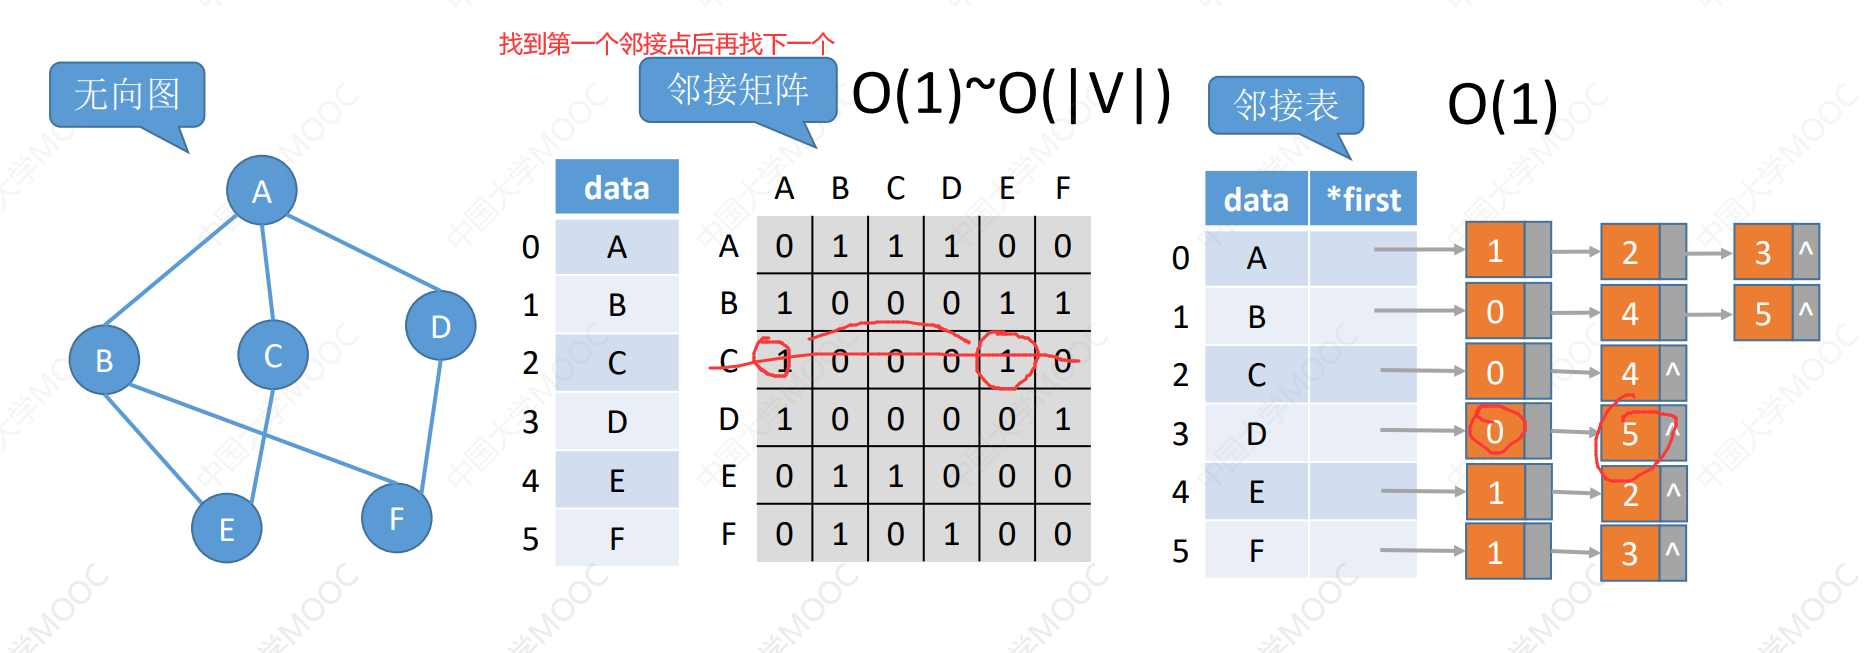 找到第一个邻接点后再找下一个
无向图
邻接矩阵
O(1)~O(|V|)
邻接表
O(1)
A
B
C
D
E
F
data
0 A
1 B
2 C
3 D
4 E
5 F
A B C D E F
A 0 1 1 1 0 0
B 1 0 0 0 1 1
C 1 0 0 0 1 0
D 1 0 0 0 0 1
E 0 1 1 0 0 0
F 0 1 0 1 0 0
data *first
0 A 1 2 3 ^
1 B 0 4 5 ^
2 C 0 4 ^
3 D 0 5 ^
4 E 1 2 ^
5 F 1 3 ^
中国大学MOOC